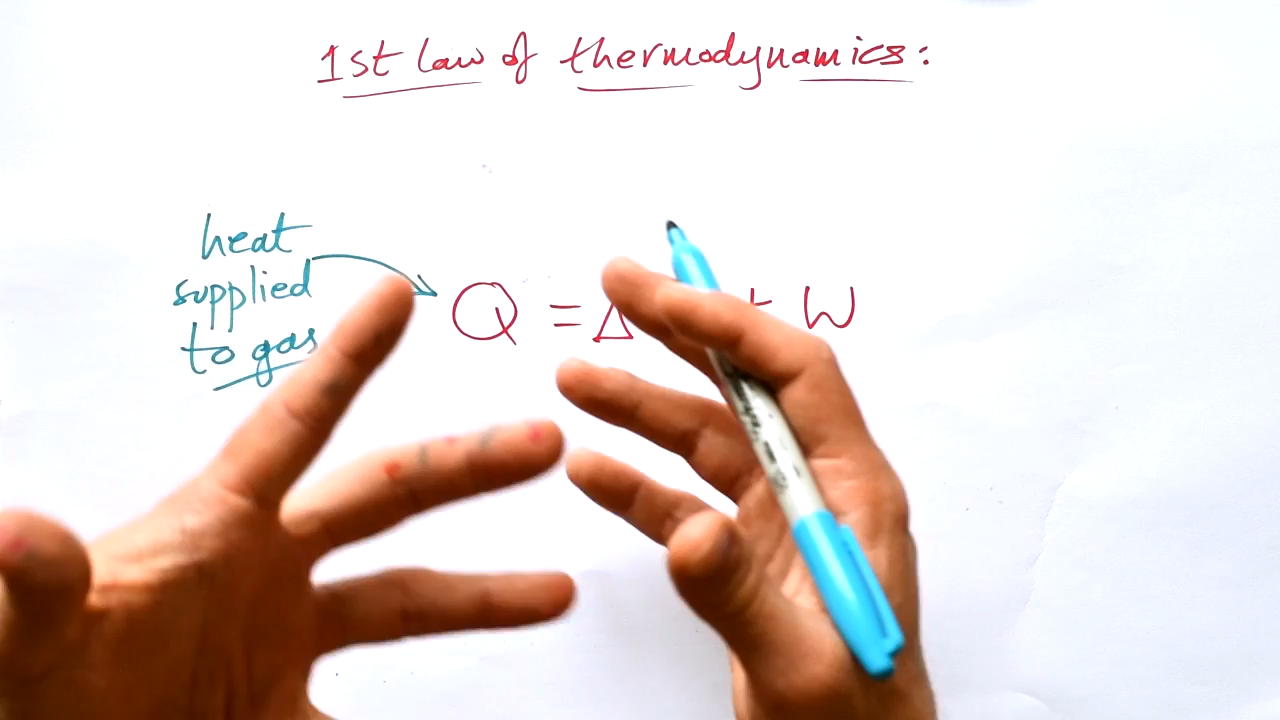 1st law of thermodynamics:
heat
supplied
to gas
Q = Δ + W